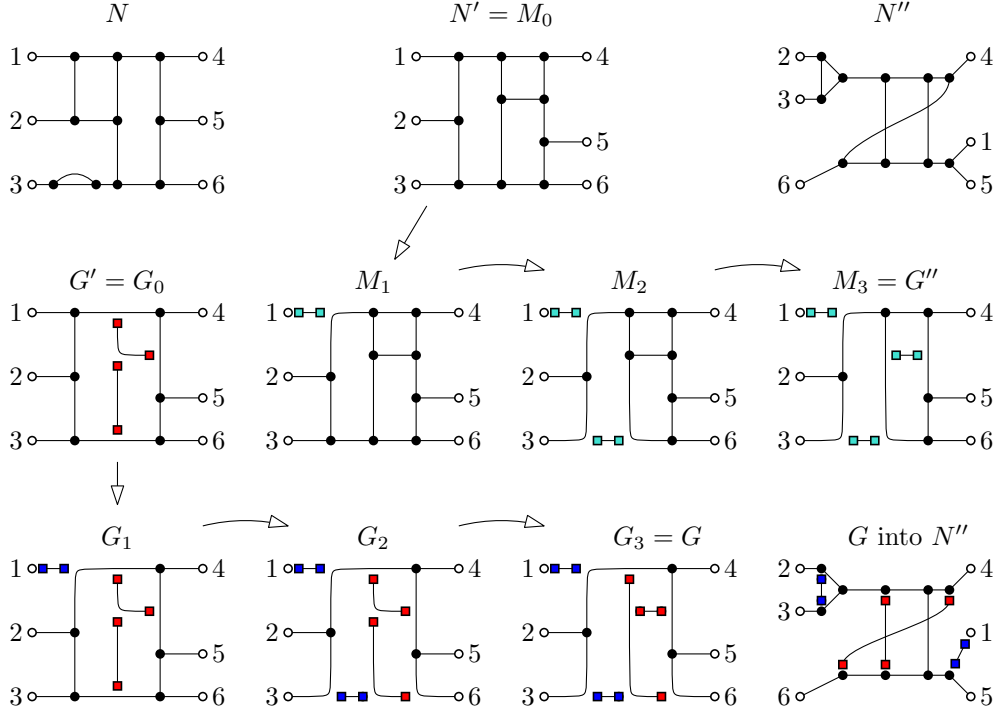 N N′ = M₀ N″
1 4 1 4 2 4
3
2 5 2 5 1
3 6 3 6 6 5
G′ = G₀ M₁ M₂ M₃ = G″
1 4 1 4 1 4 1 4
2 5 2 5 2 5 2 5
3 6 3 6 3 6 3 6
G₁ G₂ G₃ = G G into N″
1 4 1 4 1 4 2 4
3
2 5 2 5 2 5 1
3 6 3 6 3 6 6 5